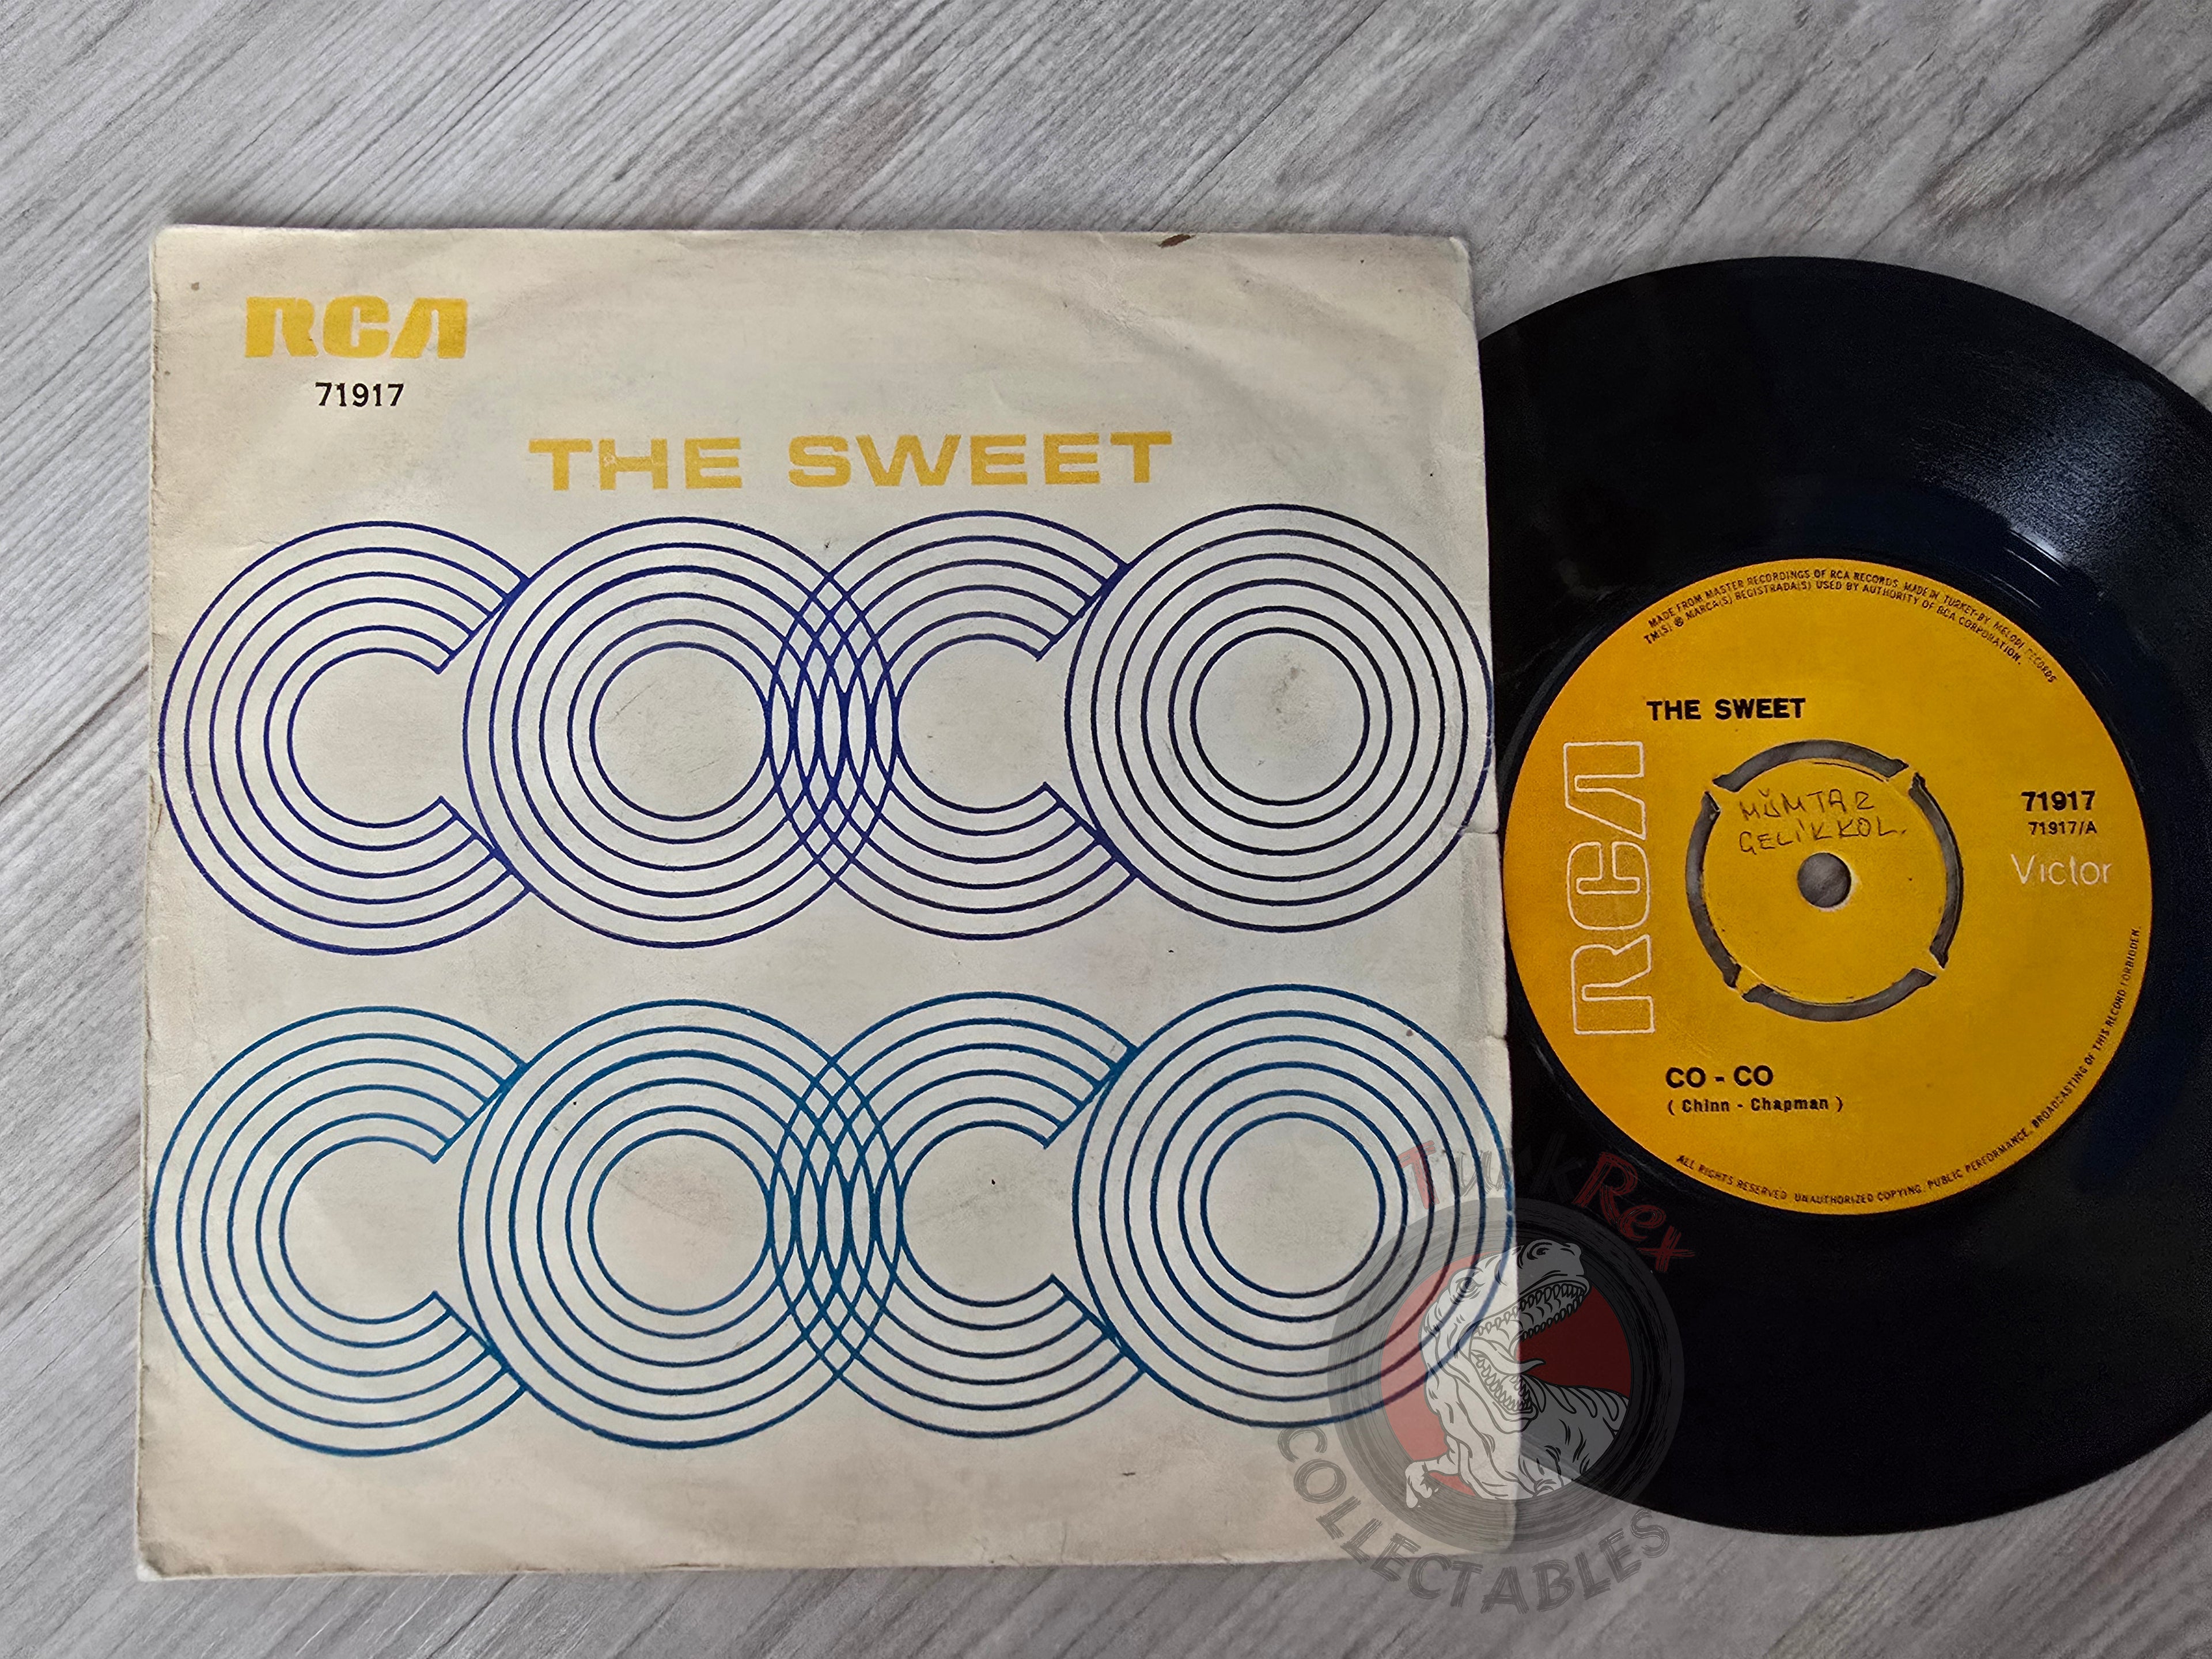 RCA
71917
THE SWEET
COCO
COCO
MADE FROM MASTER RECORDINGS OF RCA RECORDS MADE IN TURKEY-BY MELODI RECORDS
TM(S) ® MARCA(S) REGISTRADA(S) USED BY AUTHORITY OF RCA CORPORATION.
THE SWEET
RCA
MÜMTAZ
GELİKKOL.
71917
71917/A
Victor
CO - CO
( Chinn - Chapman )
ALL RIGHTS RESERVED UNAUTHORIZED COPYING. PUBLIC PERFORMANCE. BROADCASTING OF THIS RECORD FORBIDDEN.
TurkRex
COLLECTABLES